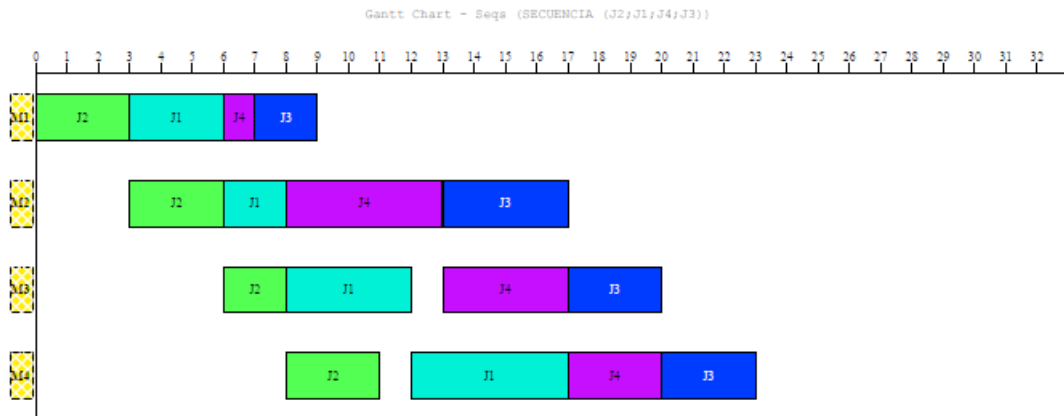 Gantt Chart - Seqs (SECUENCIA (J2;J1;J4;J3))
0 1 2 3 4 5 6 7 8 9 10 11 12 13 14 15 16 17 18 19 20 21 22 23 24 25 26 27 28 29 30 31 32
M1 J2 J1 J4 J3
M2 J2 J1 J4 J3
M3 J2 J1 J4 J3
M4 J2 J1 J4 J3